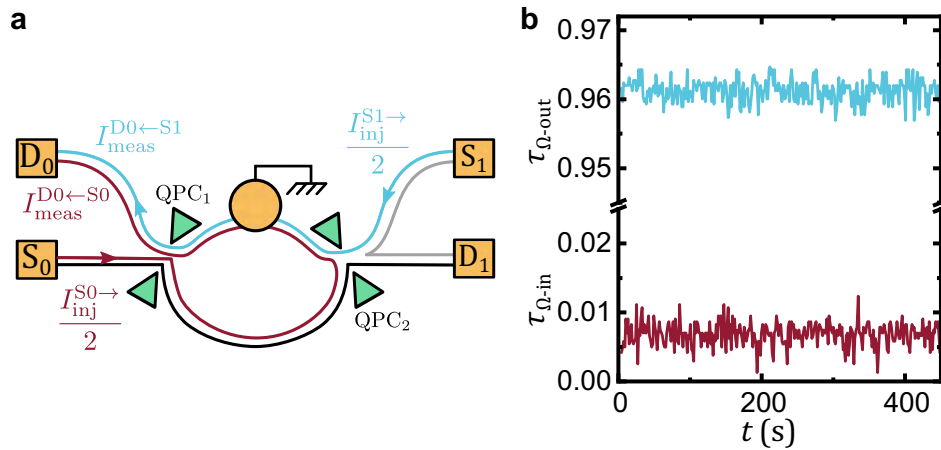 a
I_meas^{D0←S1}
I_inj^{S1→}/2
D₀
S₁
QPC₁
I_meas^{D0←S0}
S₀
D₁
I_inj^{S0→}/2
QPC₂
b
0.97
0.96
0.95
τ_{Ω-out}
0.02
0.01
0.00
τ_{Ω-in}
0 200 400
t (s)